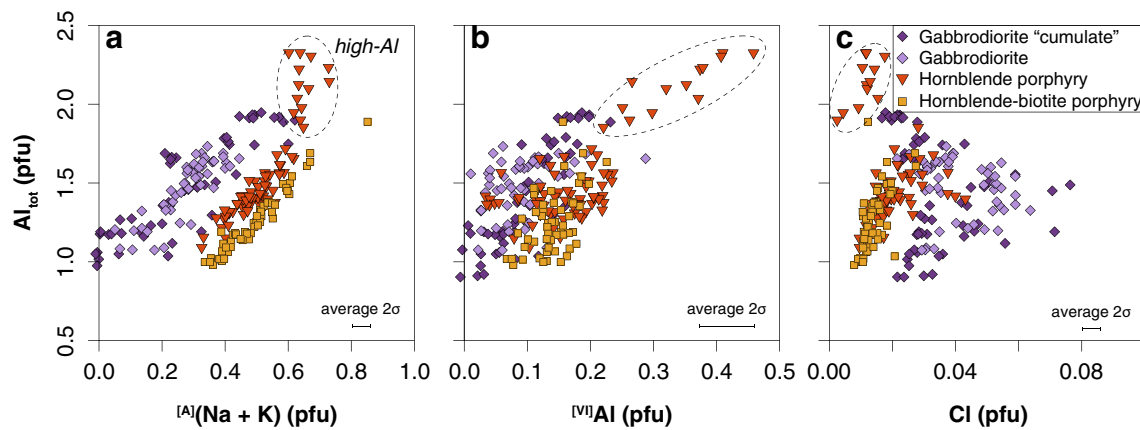 a
high-Al
b
c
Gabbrodiorite “cumulate”
Gabbrodiorite
Hornblende porphyry
Hornblende-biotite porphyry
2.5
2.0
1.5
1.0
0.5
Al_tot (pfu)
average 2σ
average 2σ
average 2σ
0.0 0.2 0.4 0.6 0.8 1.0
0.0 0.1 0.2 0.3 0.4 0.5
0.00 0.04 0.08
[A](Na + K) (pfu)
[VI]Al (pfu)
Cl (pfu)